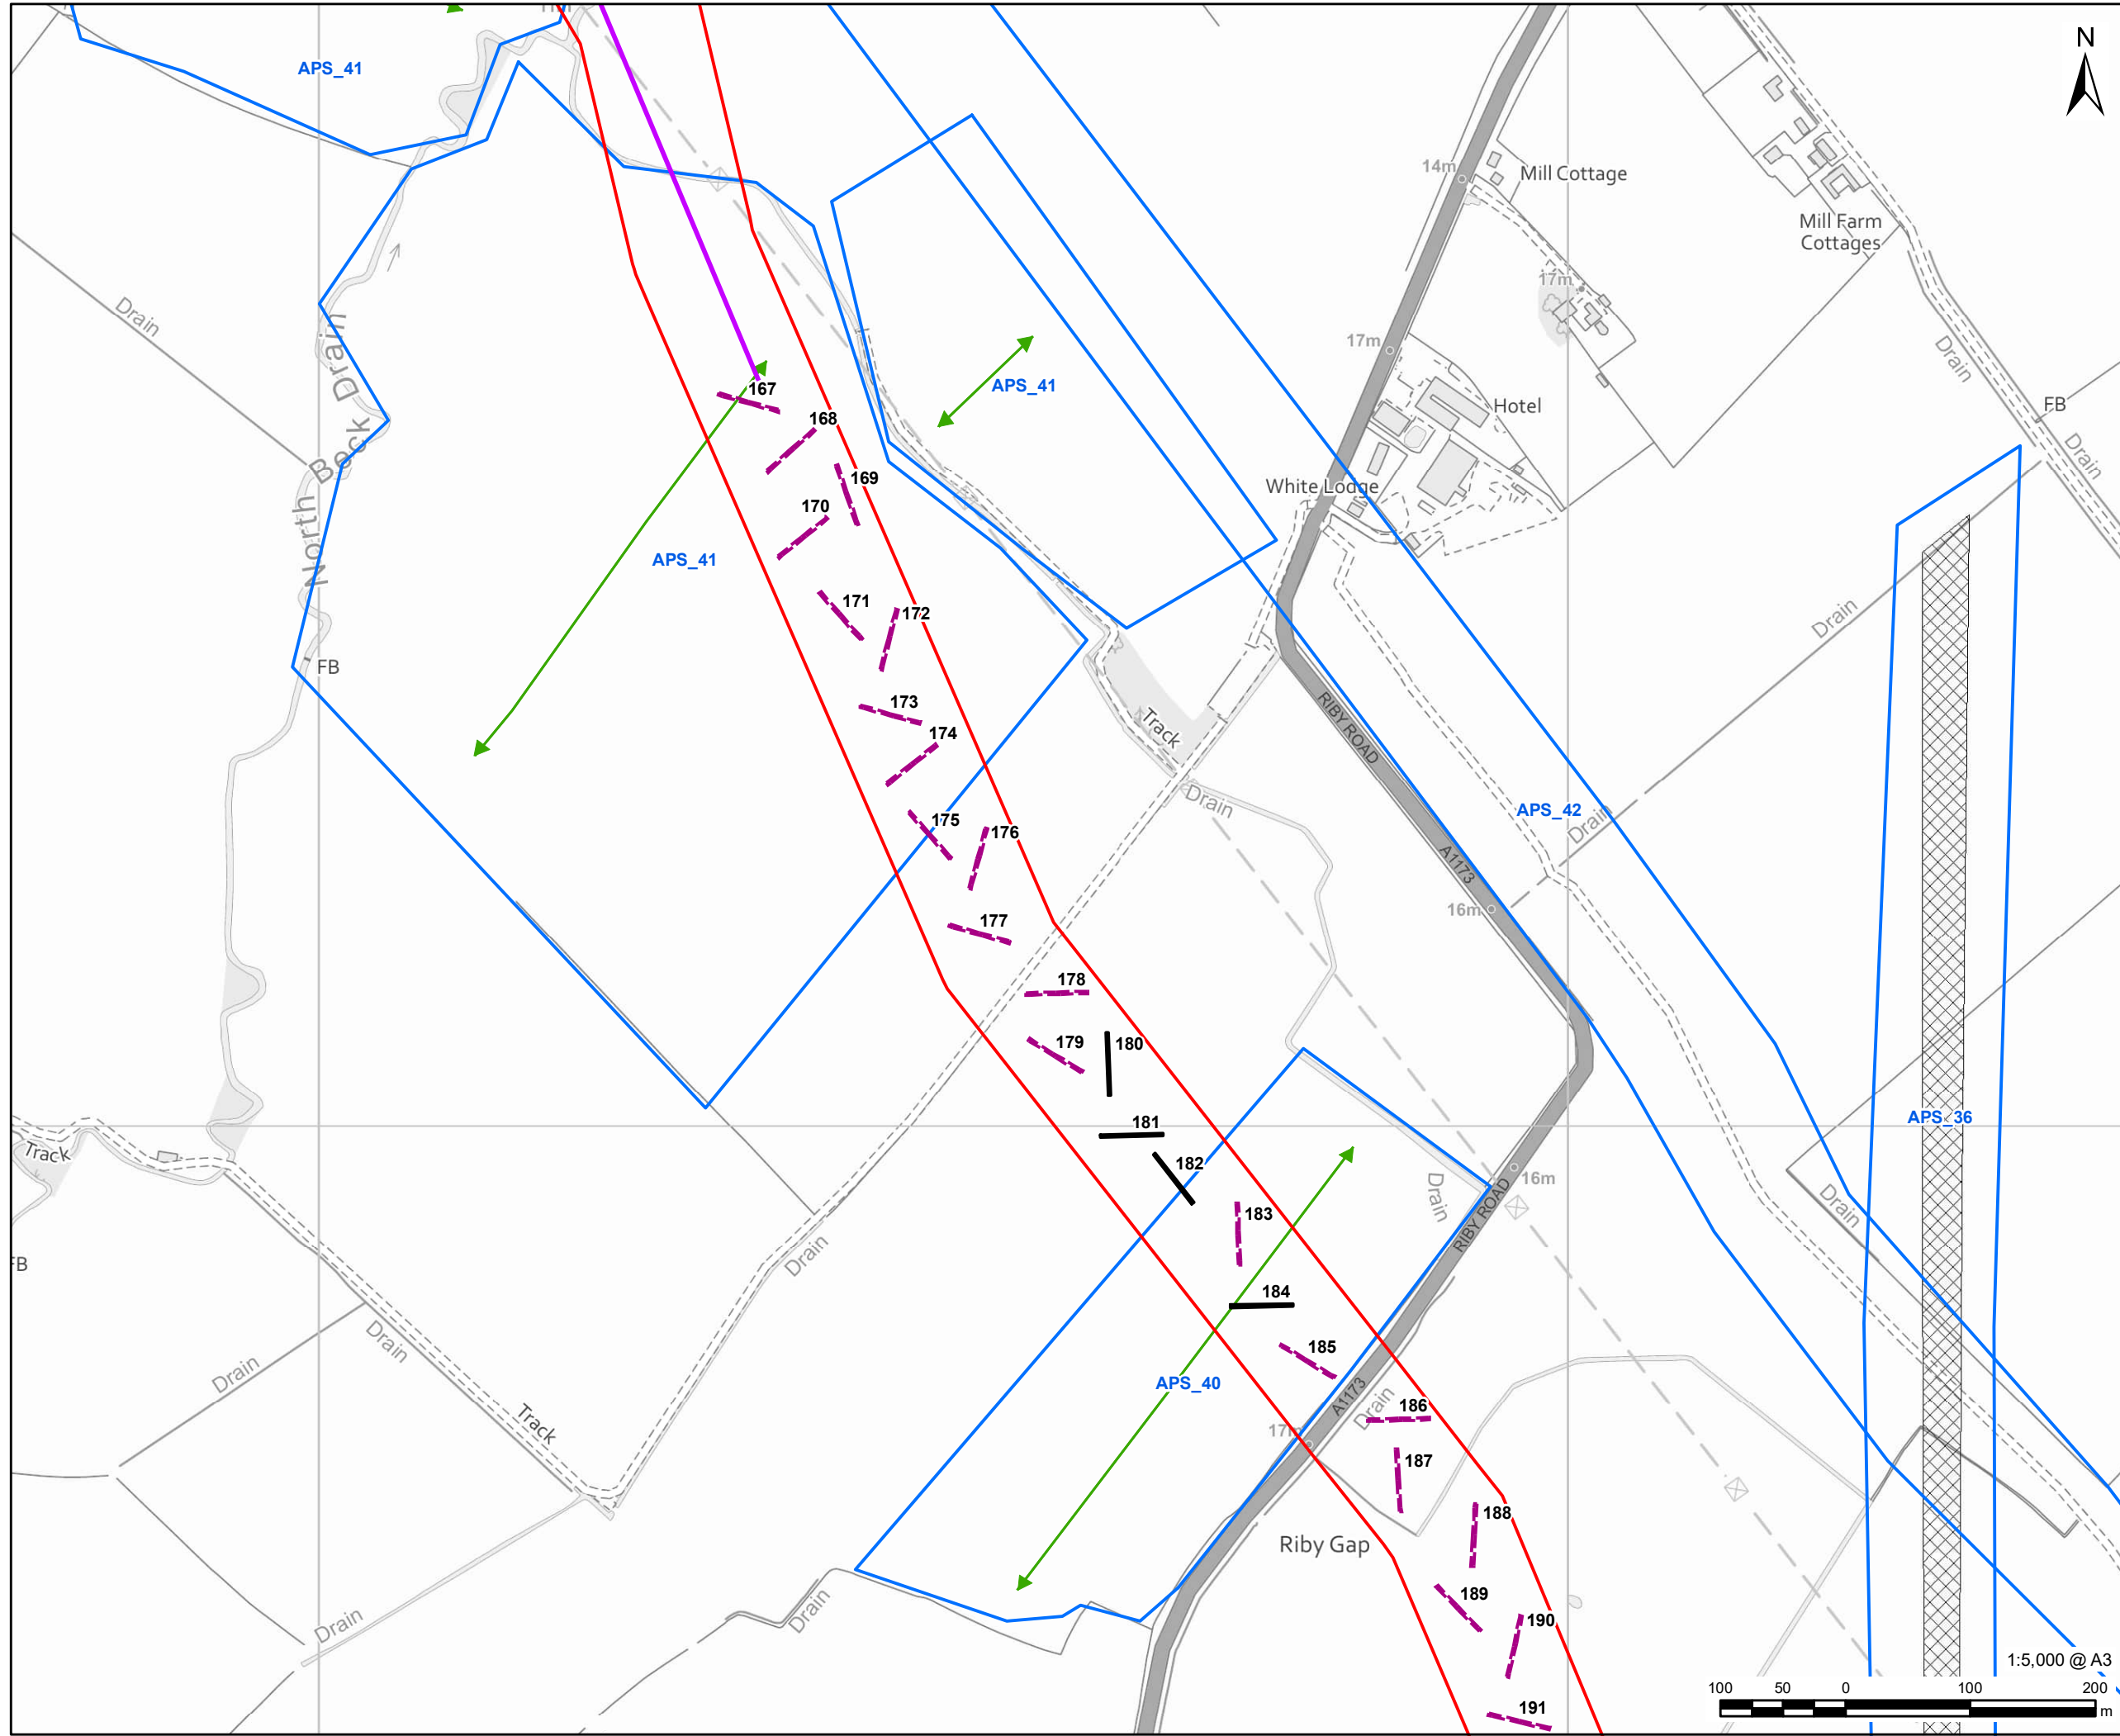 N
APS_41
14m
Mill Cottage
Mill Farm
Cottages
17m
Drain
17m
Drain
APS_41
167
Hotel
FB
168
Drain
North Beck Drain
169
White Lodge
170
APS_41
171
172
Drain
FB
173
Track
RIBY ROAD
174
Drain
APS_42
175
176
Drain
A1173
16m
177
178
179
180
APS_36
181
Track
182
16m
Drain
Drain
183
RIBY ROAD
Drain
FB
184
Drain
185
Drain
APS_40
A1173
Drain
186
Track
17m
187
188
Riby Gap
189
Drain
Drain
190
1:5,000 @ A3
100 50 0 100 200
m
191